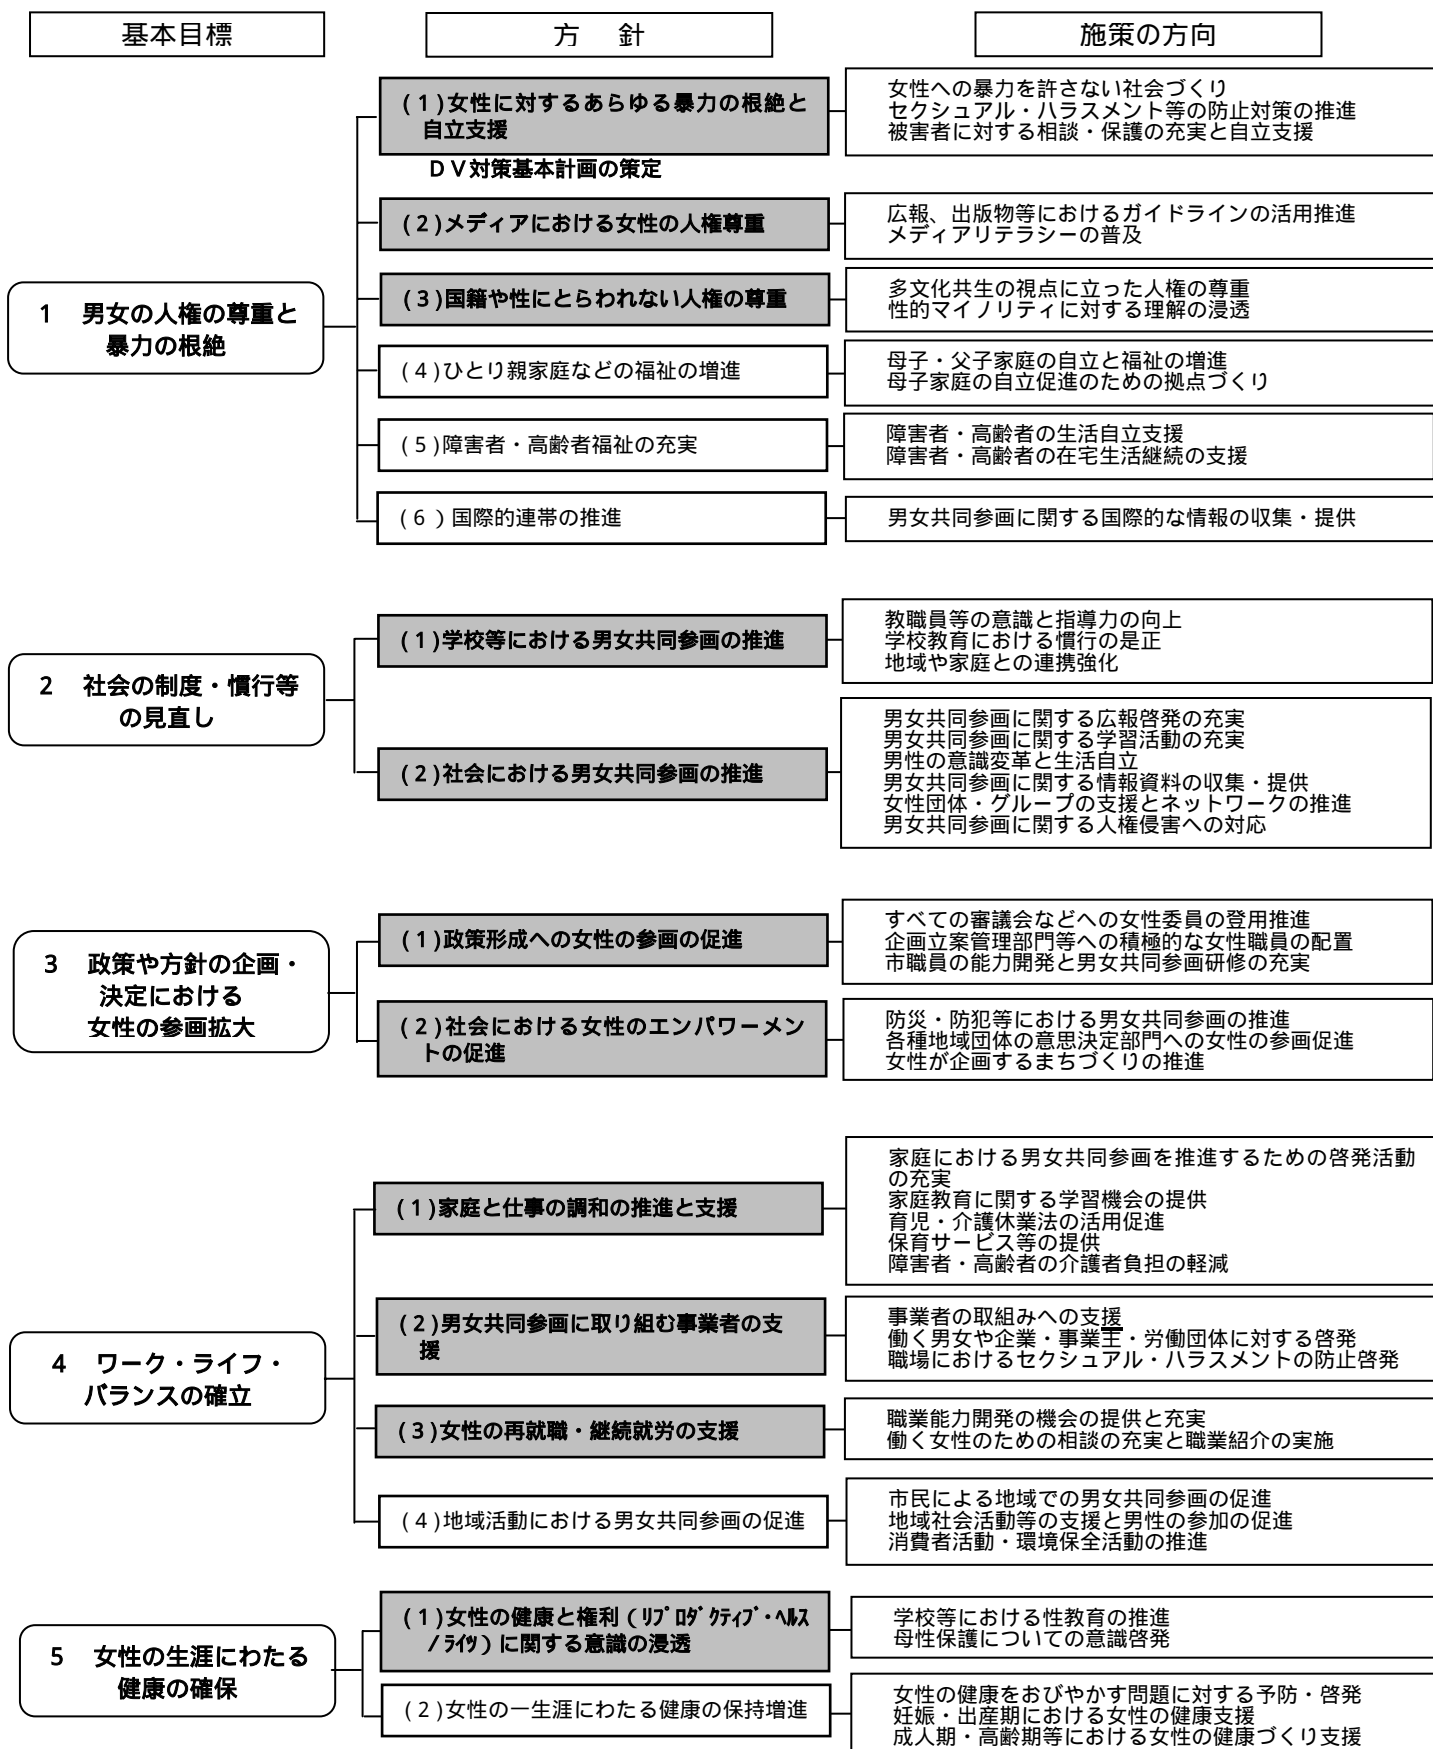 基本目標
方　針
施策の方向
1　男女の人権の尊重と
暴力の根絶
(1)女性に対するあらゆる暴力の根絶と
自立支援
ＤＶ対策基本計画の策定
女性への暴力を許さない社会づくり
セクシュアル・ハラスメント等の防止対策の推進
被害者に対する相談・保護の充実と自立支援
(2)メディアにおける女性の人権尊重
広報、出版物等におけるガイドラインの活用推進
メディアリテラシーの普及
(3)国籍や性にとらわれない人権の尊重
多文化共生の視点に立った人権の尊重
性的マイノリティに対する理解の浸透
(4)ひとり親家庭などの福祉の増進
母子・父子家庭の自立と福祉の増進
母子家庭の自立促進のための拠点づくり
(5)障害者・高齢者福祉の充実
障害者・高齢者の生活自立支援
障害者・高齢者の在宅生活継続の支援
(6)国際的連帯の推進
男女共同参画に関する国際的な情報の収集・提供
2　社会の制度・慣行等
の見直し
(1)学校等における男女共同参画の推進
教職員等の意識と指導力の向上
学校教育における慣行の是正
地域や家庭との連携強化
(2)社会における男女共同参画の推進
男女共同参画に関する広報啓発の充実
男女共同参画に関する学習活動の充実
男性の意識変革と生活自立
男女共同参画に関する情報資料の収集・提供
女性団体・グループの支援とネットワークの推進
男女共同参画に関する人権侵害への対応
3　政策や方針の企画・
決定における
女性の参画拡大
(1)政策形成への女性の参画の促進
すべての審議会などへの女性委員の登用推進
企画立案管理部門等への積極的な女性職員の配置
市職員の能力開発と男女共同参画研修の充実
(2)社会における女性のエンパワーメン
トの促進
防災・防犯等における男女共同参画の推進
各種地域団体の意思決定部門への女性の参画促進
女性が企画するまちづくりの推進
4　ワーク・ライフ・
バランスの確立
(1)家庭と仕事の調和の推進と支援
家庭における男女共同参画を推進するための啓発活動
の充実
家庭教育に関する学習機会の提供
育児・介護休業法の活用促進
保育サービス等の提供
障害者・高齢者の介護者負担の軽減
(2)男女共同参画に取り組む事業者の支
援
事業者の取組みへの支援
働く男女や企業・事業主・労働団体に対する啓発
職場におけるセクシュアル・ハラスメントの防止啓発
(3)女性の再就職・継続就労の支援
職業能力開発の機会の提供と充実
働く女性のための相談の充実と職業紹介の実施
(4)地域活動における男女共同参画の促進
市民による地域での男女共同参画の促進
地域社会活動等の支援と男性の参加の促進
消費者活動・環境保全活動の推進
5　女性の生涯にわたる
健康の確保
(1)女性の健康と権利(ﾘﾌﾟﾛﾀﾞｸﾃｨﾌﾞ･ﾍﾙｽ
/ﾗｲﾂ)に関する意識の浸透
学校等における性教育の推進
母性保護についての意識啓発
(2)女性の一生涯にわたる健康の保持増進
女性の健康をおびやかす問題に対する予防・啓発
妊娠・出産期における女性の健康支援
成人期・高齢期等における女性の健康づくり支援